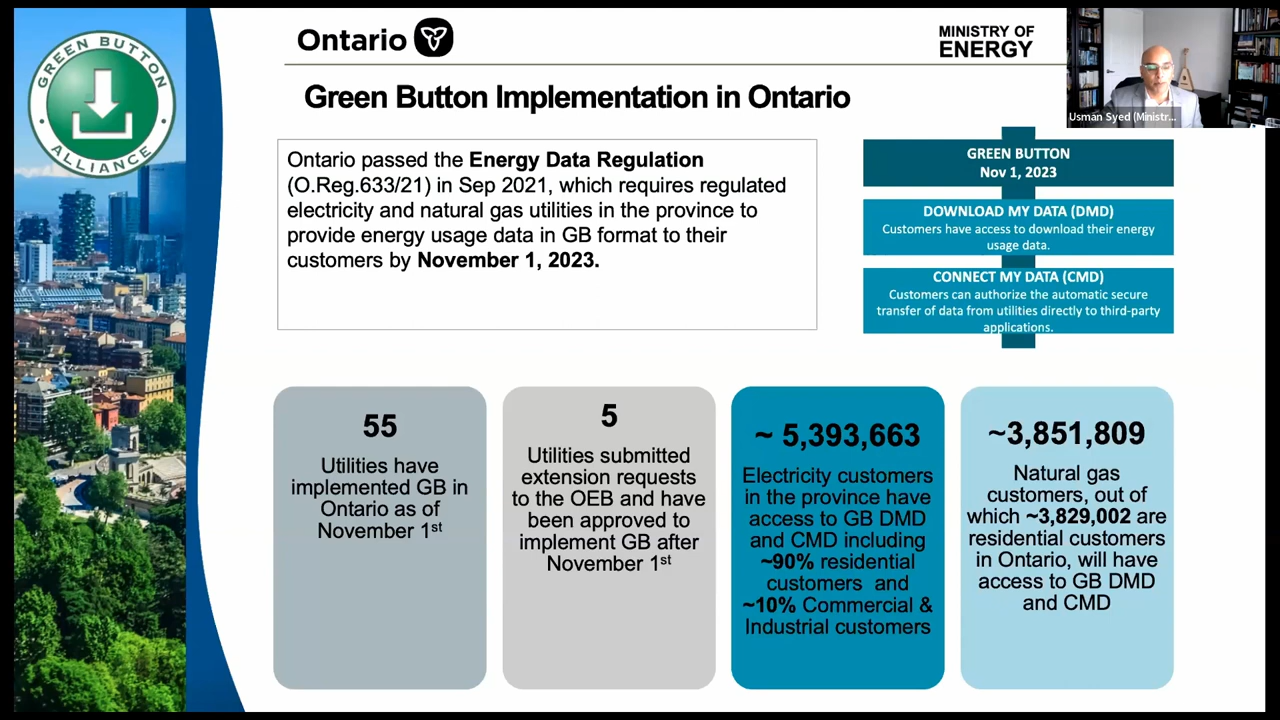 GREEN BUTTON
ALLIANCE
Ontario
MINISTRY OF
ENERGY
Usman Syed (Ministr...
Green Button Implementation in Ontario
Ontario passed the Energy Data Regulation
(O.Reg.633/21) in Sep 2021, which requires regulated
electricity and natural gas utilities in the province to
provide energy usage data in GB format to their
customers by November 1, 2023.
GREEN BUTTON
Nov 1, 2023
DOWNLOAD MY DATA (DMD)
Customers have access to download their energy
usage data.
CONNECT MY DATA (CMD)
Customers can authorize the automatic secure
transfer of data from utilities directly to third-party
applications.
55
Utilities have
implemented GB in
Ontario as of
November 1st
5
Utilities submitted
extension requests
to the OEB and have
been approved to
implement GB after
November 1st
~ 5,393,663
Electricity customers
in the province have
access to GB DMD
and CMD including
~90% residential
customers and
~10% Commercial &
Industrial customers
~3,851,809
Natural gas
customers, out of
which ~3,829,002 are
residential customers
in Ontario, will have
access to GB DMD
and CMD